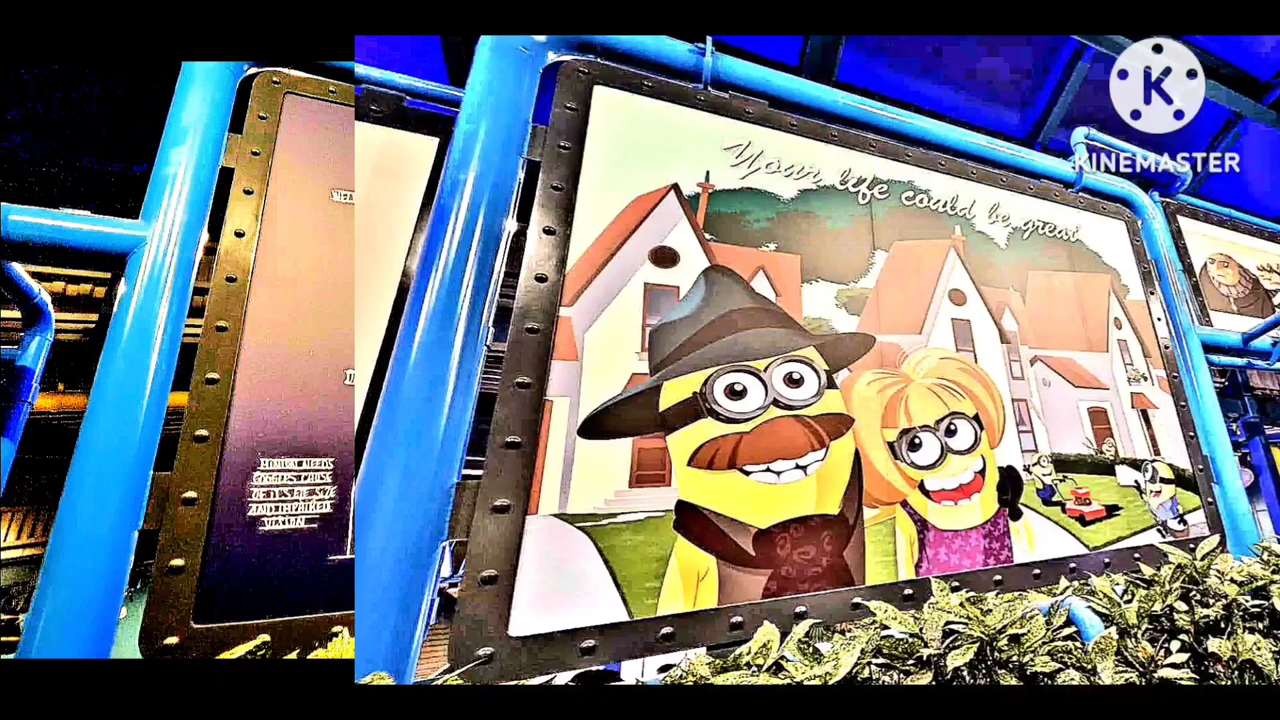 Your life could be great
KINEMASTER
MINION NEEDS
GOGGLES CAUSE
OF ITS EYE SIZE
AND IMPAIRED
VISION